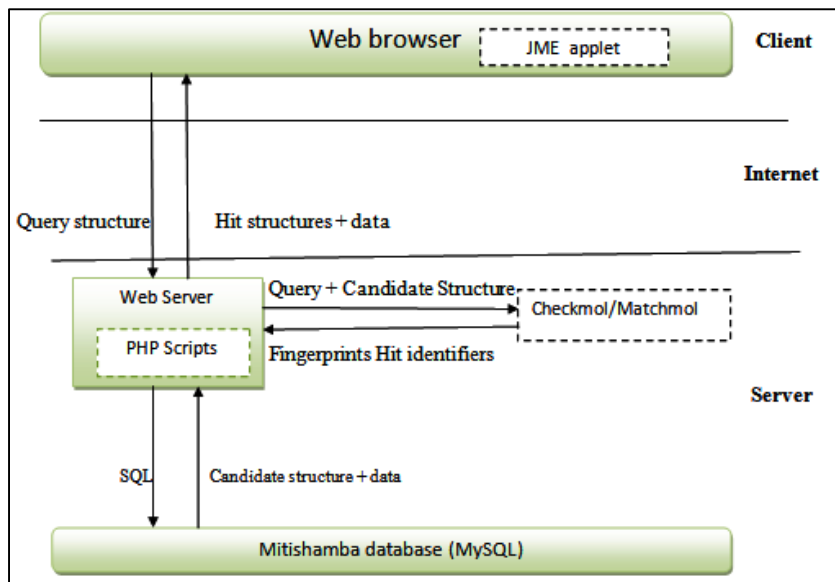 Web browser
JME applet
Client
Internet
Query structure
Hit structures + data
Web Server
Query + Candidate Structure
Checkmol/Matchmol
PHP Scripts
Fingerprints Hit identifiers
Server
SQL
Candidate structure + data
Mitishamba database (MySQL)